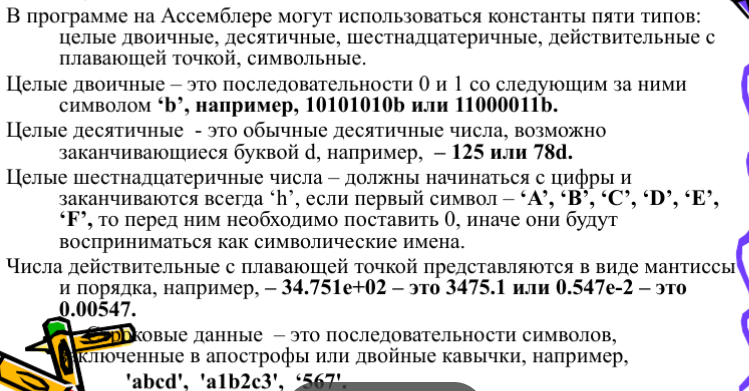 В программе на Ассемблере могут использоваться константы пяти типов:
целые двоичные, десятичные, шестнадцатеричные, действительные с
плавающей точкой, символьные.
Целые двоичные – это последовательности 0 и 1 со следующим за ними
символом ‘b’, например, 10101010b или 11000011b.
Целые десятичные - это обычные десятичные числа, возможно
заканчивающиеся буквой d, например, – 125 или 78d.
Целые шестнадцатеричные числа – должны начинаться с цифры и
заканчиваются всегда ‘h’, если первый символ – ‘A’, ‘B’, ‘C’, ‘D’, ‘E’,
‘F’, то перед ним необходимо поставить 0, иначе они будут
восприниматься как символические имена.
Числа действительные с плавающей точкой представляются в виде мантиссы
и порядка, например, – 34.751e+02 – это 3475.1 или 0.547e-2 – это
0.00547.
данные – это последовательности символов,
в апострофы или двойные кавычки, например,
'abcd', 'a1b2c3', ‘567’.